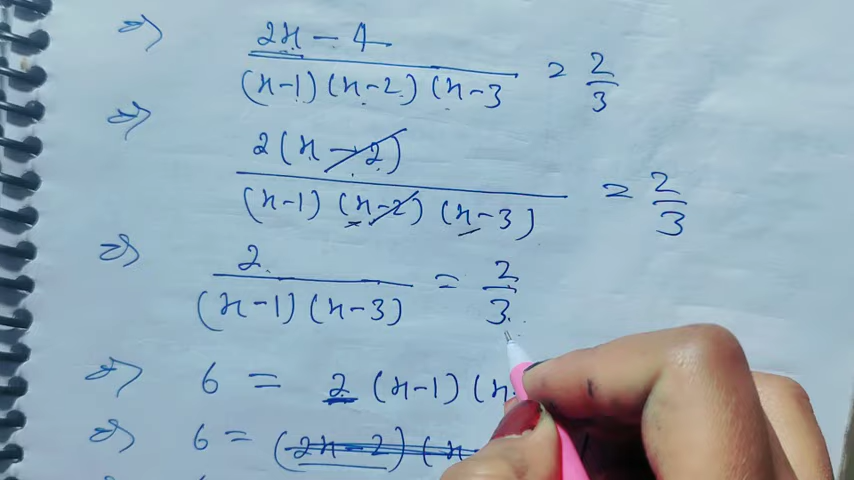 ⇒ 2x - 4 / (x-1) (x-2) (x-3 = 2/3
⇒ 2(x - 2) / (x-1) (x-2) (x-3) = 2/3
⇒ 2 / (x-1) (x-3) = 2/3
⇒ 6 = 2 (x-1) (x
⇒ 6 = (2x-2) (x